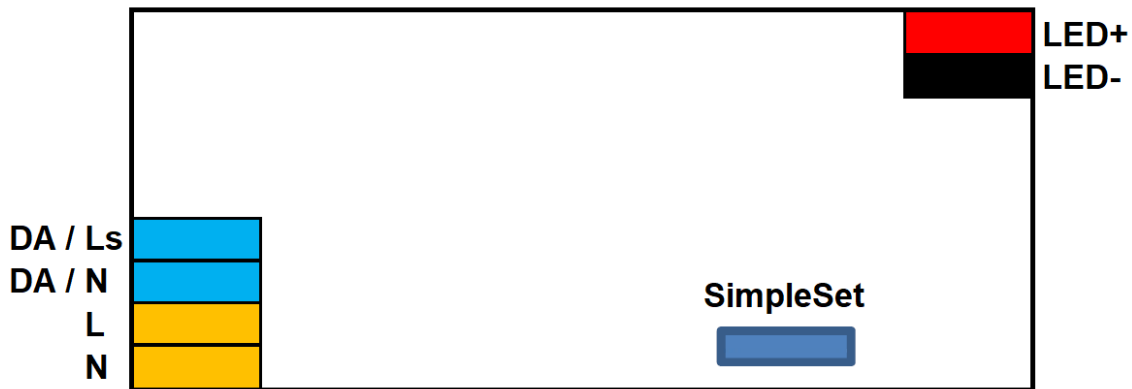 LED+
LED-
DA / Ls
DA / N
L
N
SimpleSet